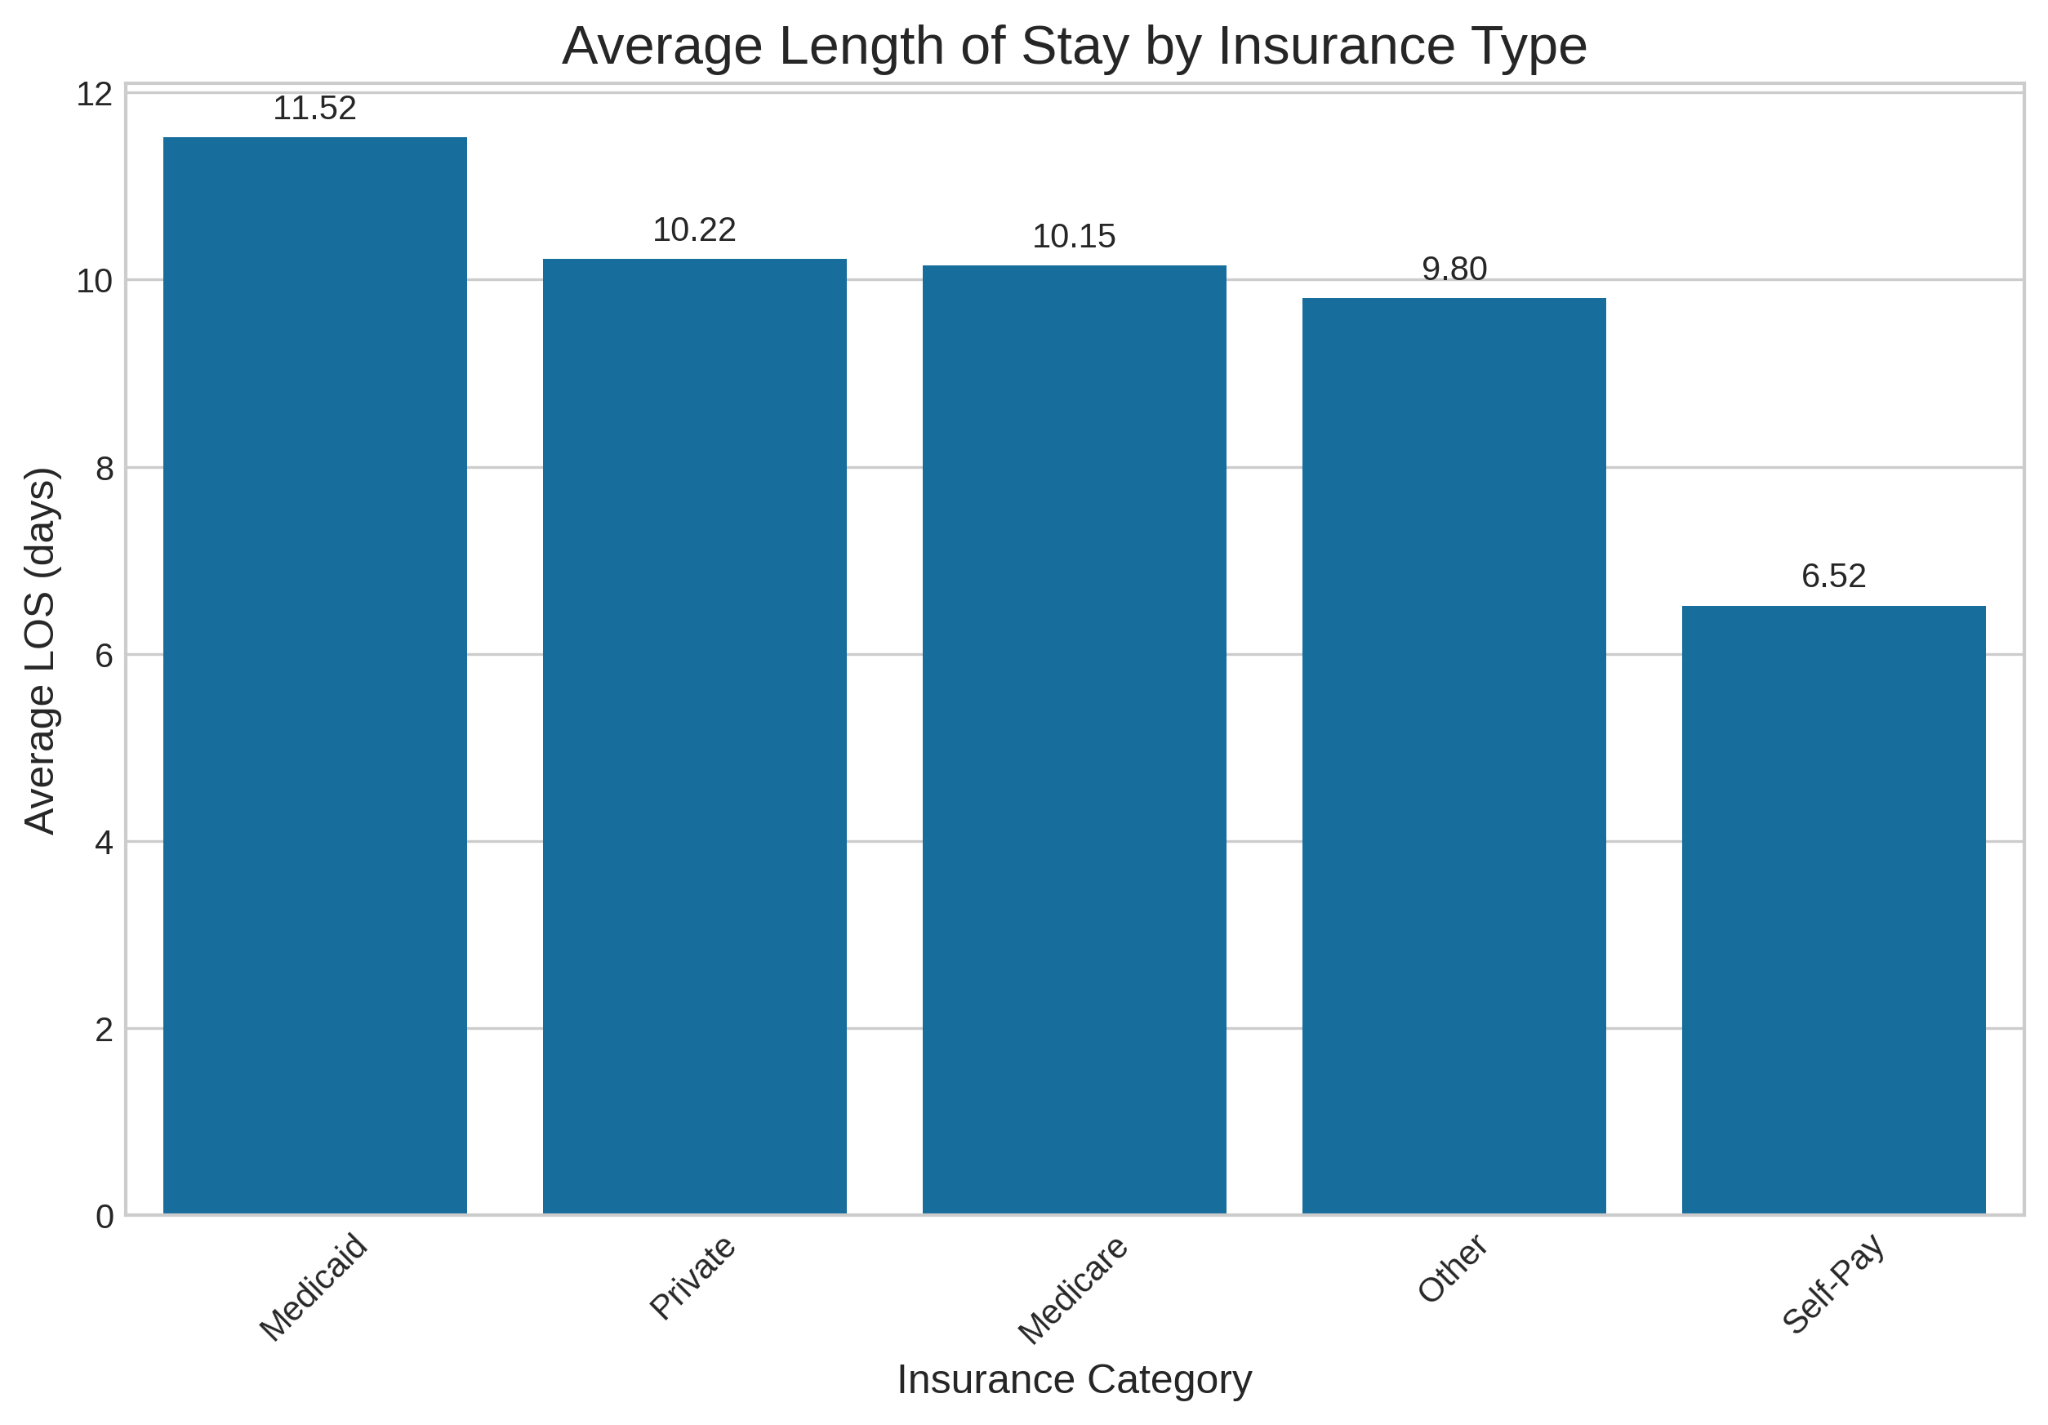 Average Length of Stay by Insurance Type
12
10
8
6
4
2
0
Average LOS (days)
11.52
10.22
10.15
9.80
6.52
Medicaid
Private
Medicare
Other
Self-Pay
Insurance Category